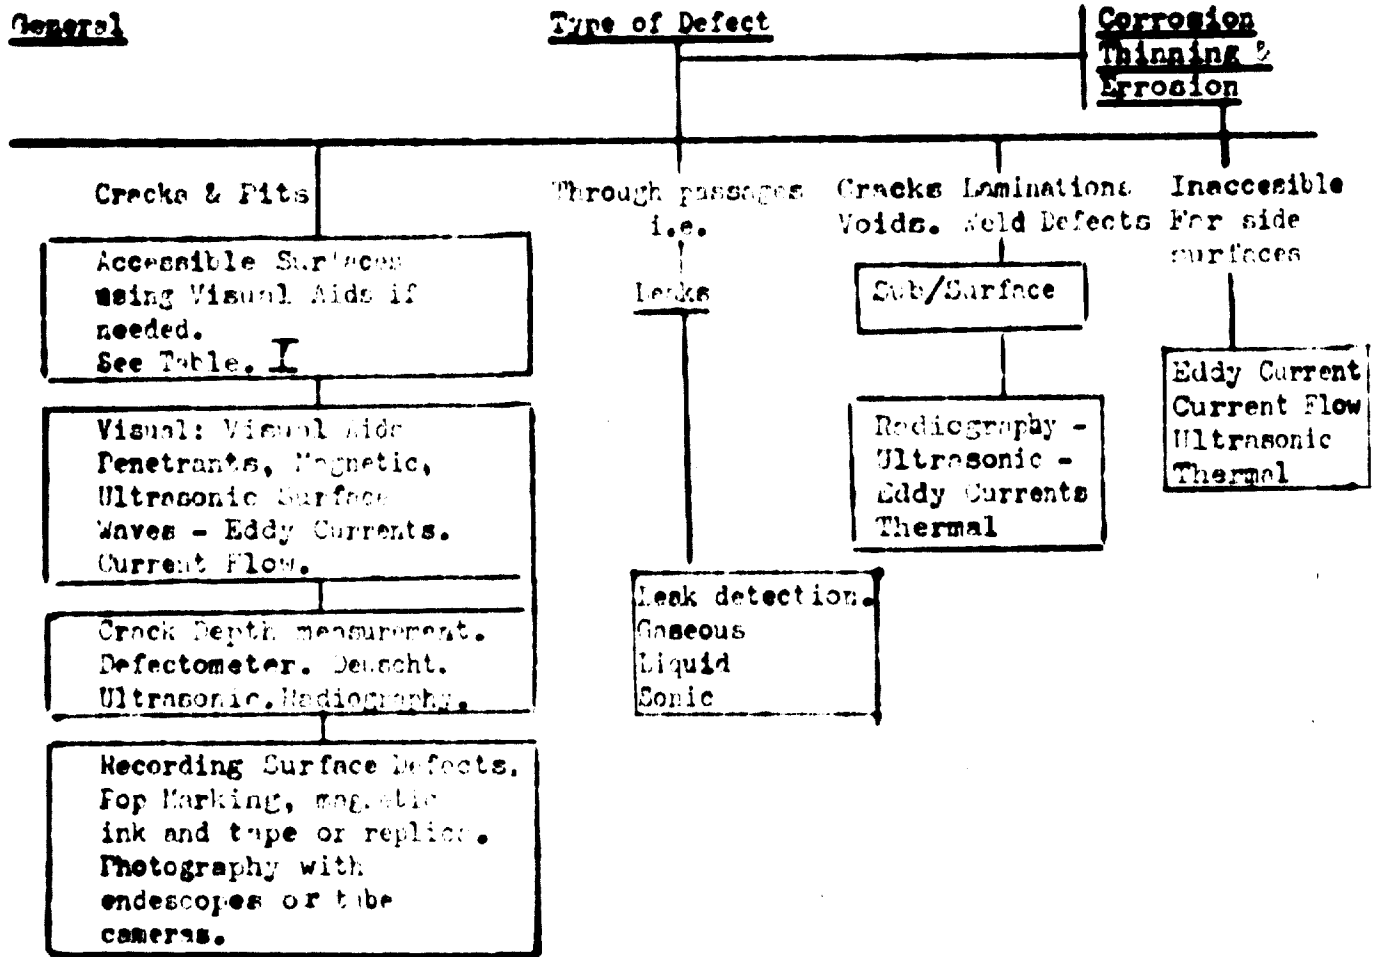 General
Type of Defect
Corrosion
Thinning &
Errosion
Cracks & Pits
Accessible Surfaces
using Visual Aids if
needed.
See Table. I
Visual: Visual Aids
Penetrants, Magnetic,
Ultrasonic Surface
Waves - Eddy Currents.
Current Flow.
Crack Depth measurement.
Defectometer. Deuscht.
Ultrasonic. Radiography.
Recording Surface Defects.
Pop Marking, magnetic
ink and tape or replica.
Photography with
endescopes or tube
cameras.
Through passages
i.e.
Leaks
Leak detection.
Gaseous
Liquid
Sonic
Cracks Laminations
Voids. Weld Defects
Sub/Surface
Radiography -
Ultrasonic -
Eddy Currents
Thermal
Inaccesible
Far side
surfaces
Eddy Current
Current Flow
Ultrasonic
Thermal